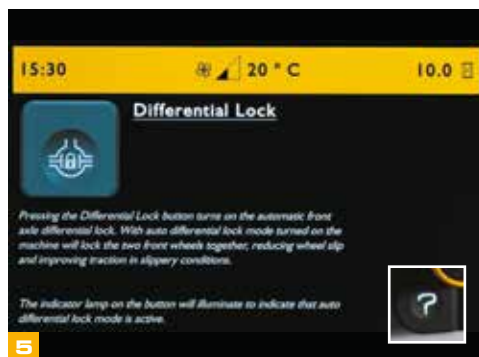 15:30 20 ° C 10.0
Differential Lock
Pressing the Differential Lock button turns on the automatic front
axle differential lock. With auto differential lock mode turned on the
machine will lock the two front wheels together, reducing wheel slip
and improving traction in slippery conditions.
The indicator lamp on the button will illuminate to indicate that auto
differential lock mode is active.
?
5